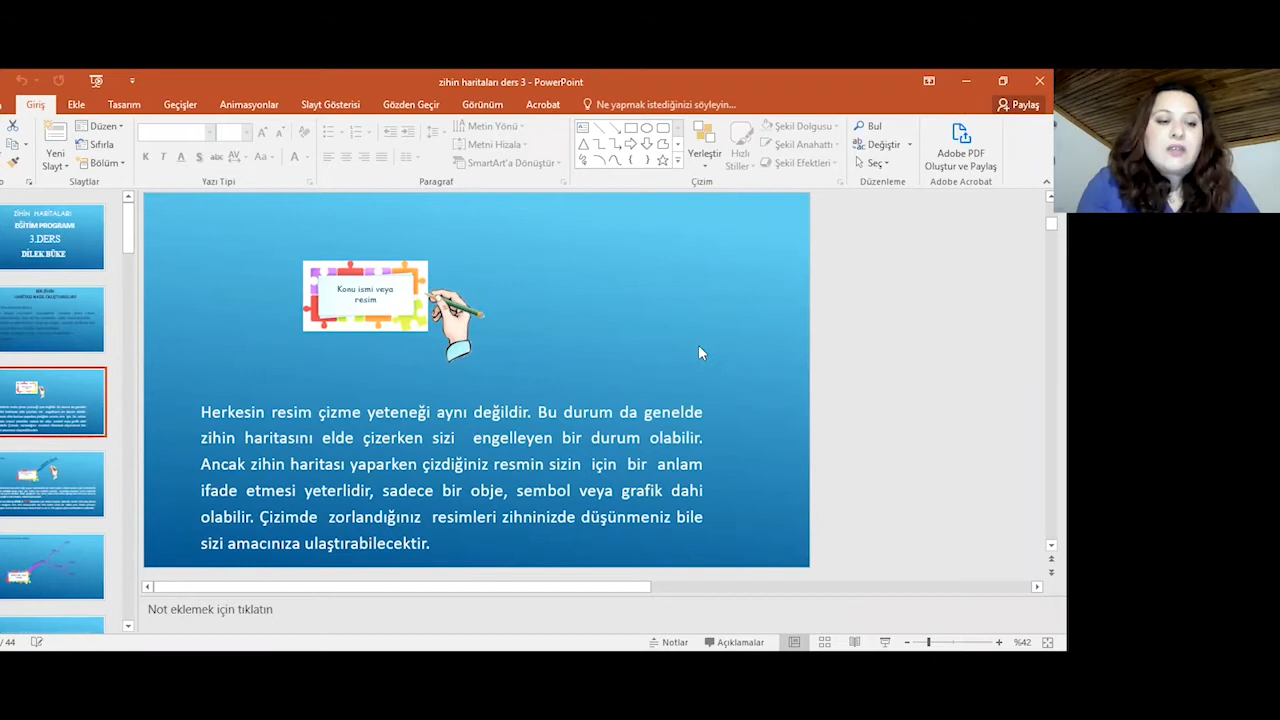 zihin haritaları ders 3 - PowerPoint
Giriş Ekle Tasarım Geçişler Animasyonlar Slayt Gösterisi Gözden Geçir Görünüm Acrobat Ne yapmak istediğinizi söyleyin... Paylaş
Yeni Slayt
Düzen
Sıfırla
Bölüm
Slaytlar
K T A S abc AV Aa A
Yazı Tipi
Metin Yönü
Metni Hizala
SmartArt'a Dönüştür
Paragraf
Yerleştir
Hızlı Stiller
Şekil Dolgusu
Şekil Anahattı
Şekil Efektleri
Çizim
Bul
Değiştir
Seç
Düzenleme
Adobe PDF
Oluştur ve Paylaş
Adobe Acrobat
ZİHİN HARİTALARI
EĞİTİM PROGRAMI
3.DERS
DİLEK BÜKE
Konu ismi veya
resim
Herkesin resim çizme yeteneği aynı değildir. Bu durum da genelde
zihin haritasını elde çizerken sizi engelleyen bir durum olabilir.
Ancak zihin haritası yaparken çizdiğiniz resmin sizin için bir anlam
ifade etmesi yeterlidir, sadece bir obje, sembol veya grafik dahi
olabilir. Çizimde zorlandığınız resimleri zihninizde düşünmeniz bile
sizi amacınıza ulaştırabilecektir.
Not eklemek için tıklatın
/ 44
Notlar
Açıklamalar
%42